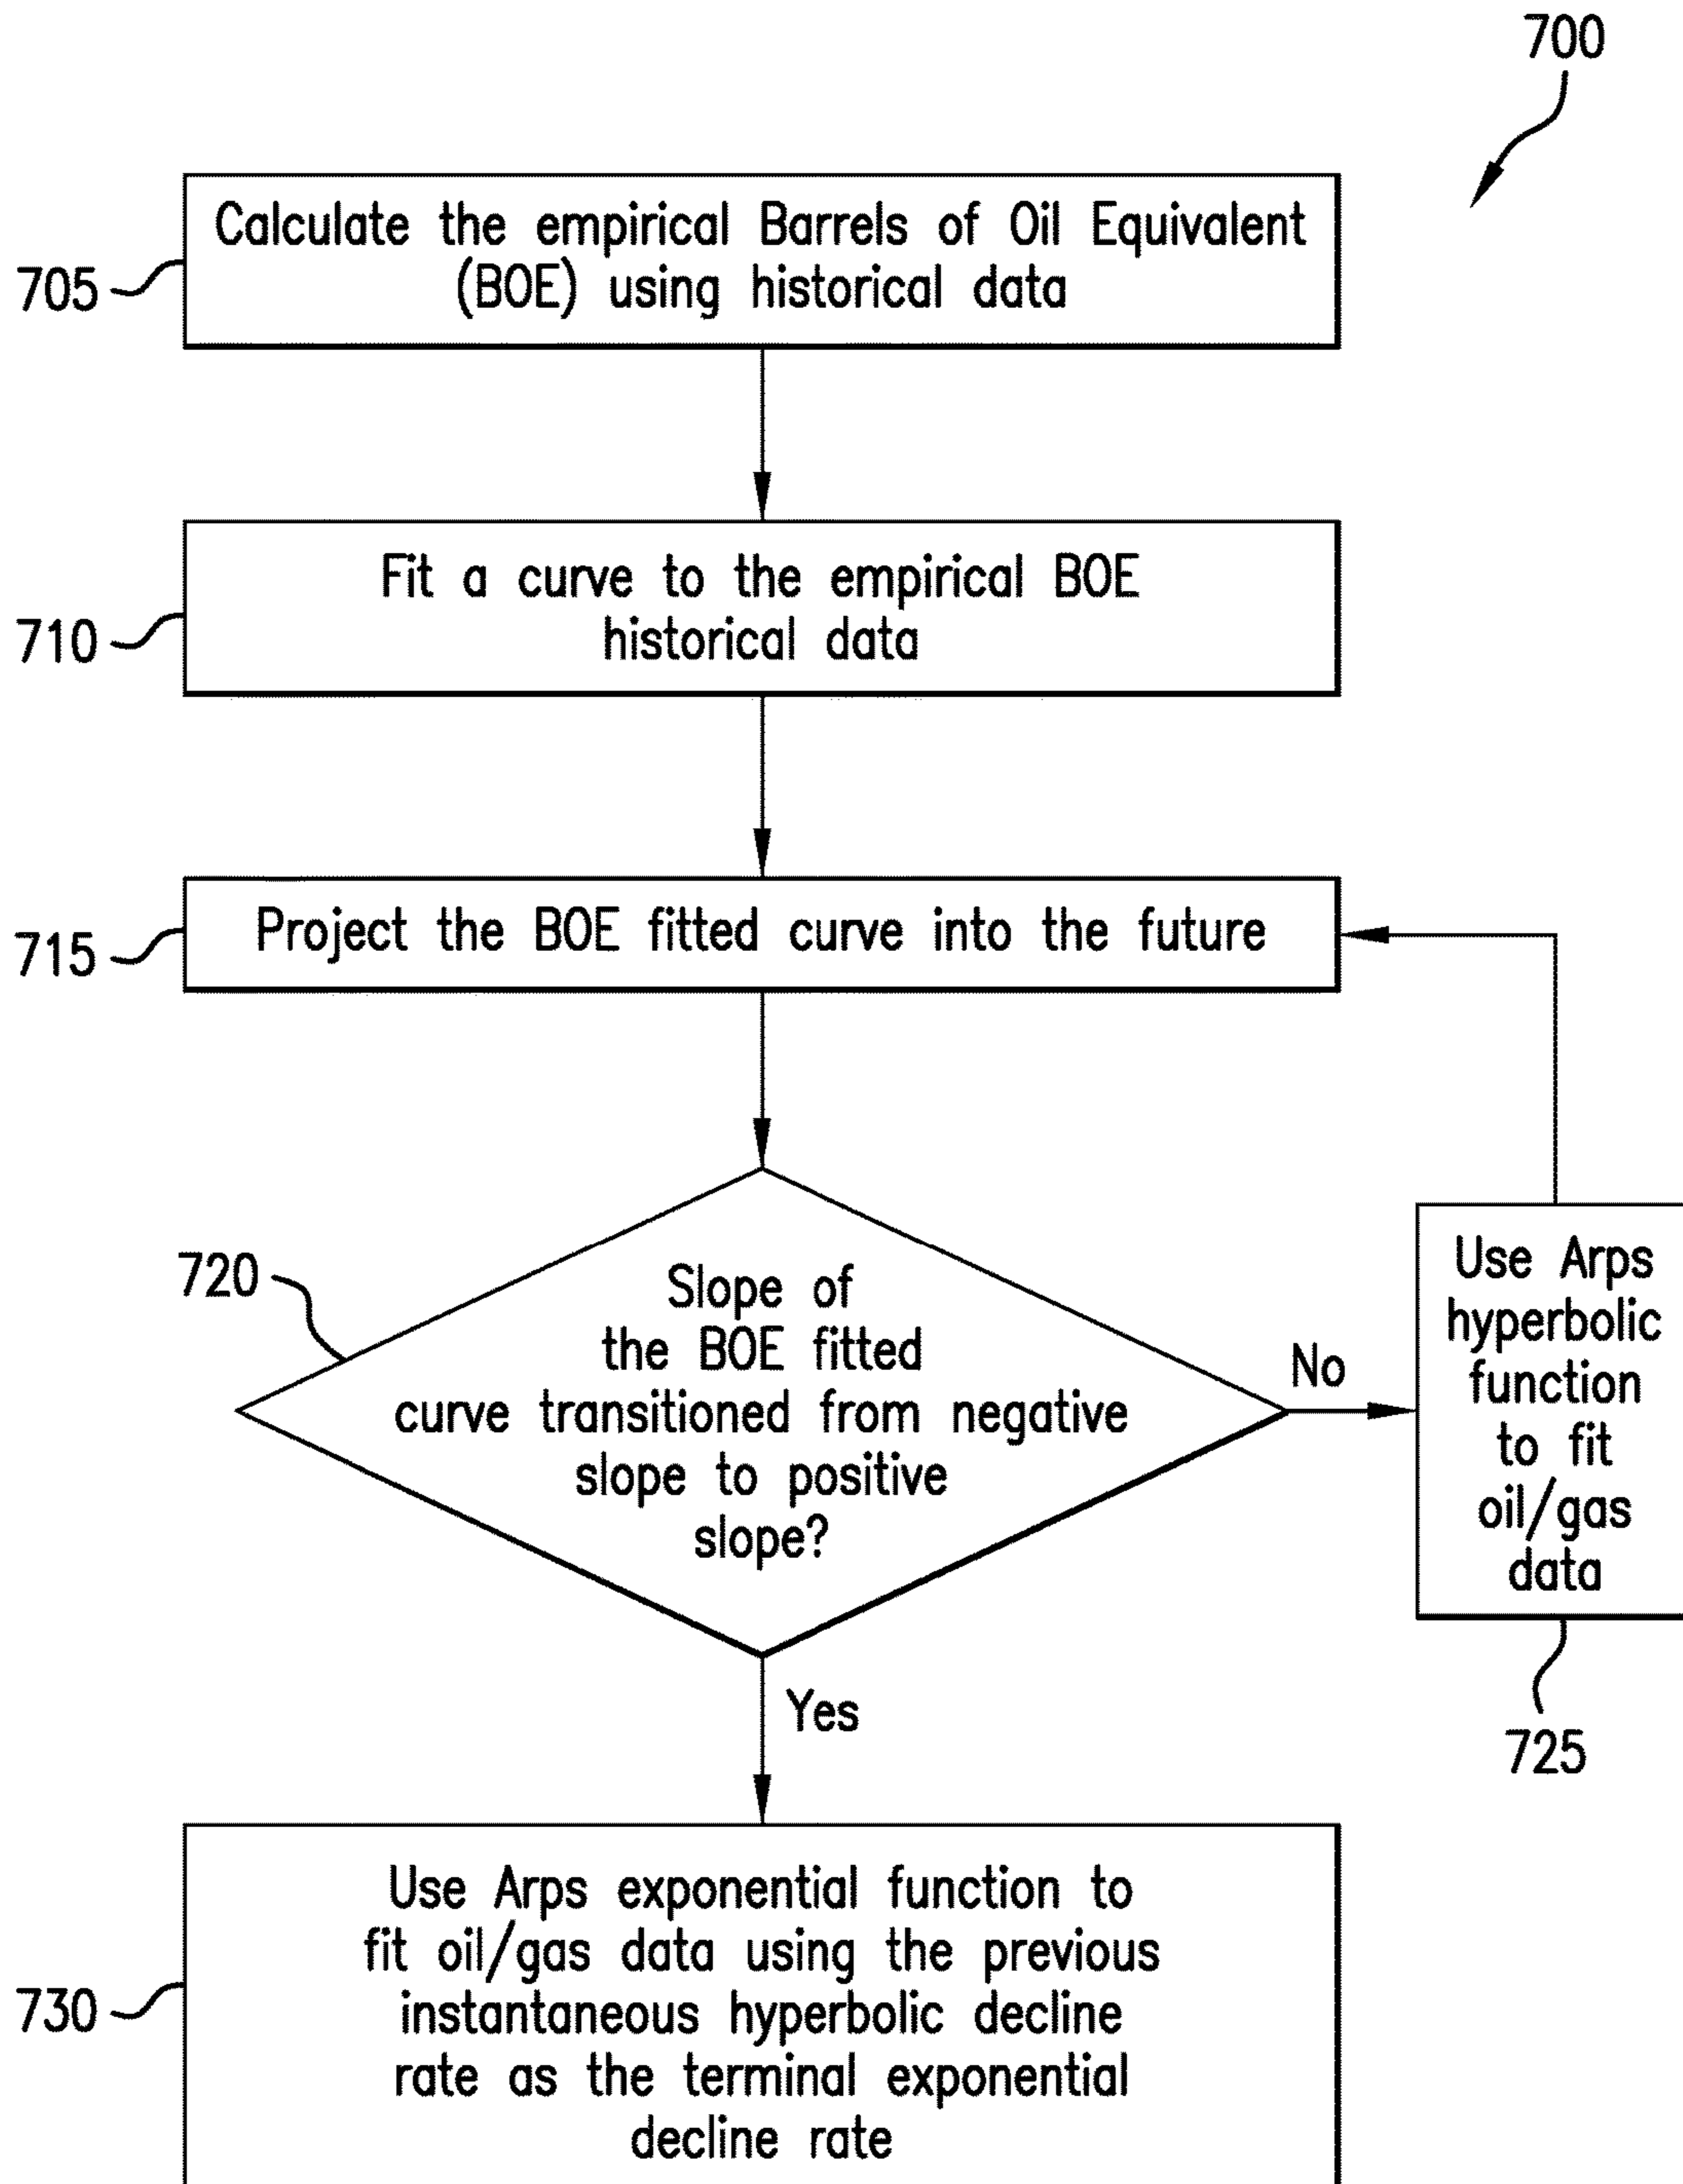 700
Calculate the empirical Barrels of Oil Equivalent
(BOE) using historical data
705
Fit a curve to the empirical BOE
historical data
710
Project the BOE fitted curve into the future
715
720
Slope of
the BOE fitted
curve transitioned from negative
slope to positive
slope?
No
Use Arps
hyperbolic
function
to fit
oil/gas
data
725
Yes
Use Arps exponential function to
fit oil/gas data using the previous
instantaneous hyperbolic decline
rate as the terminal exponential
decline rate
730